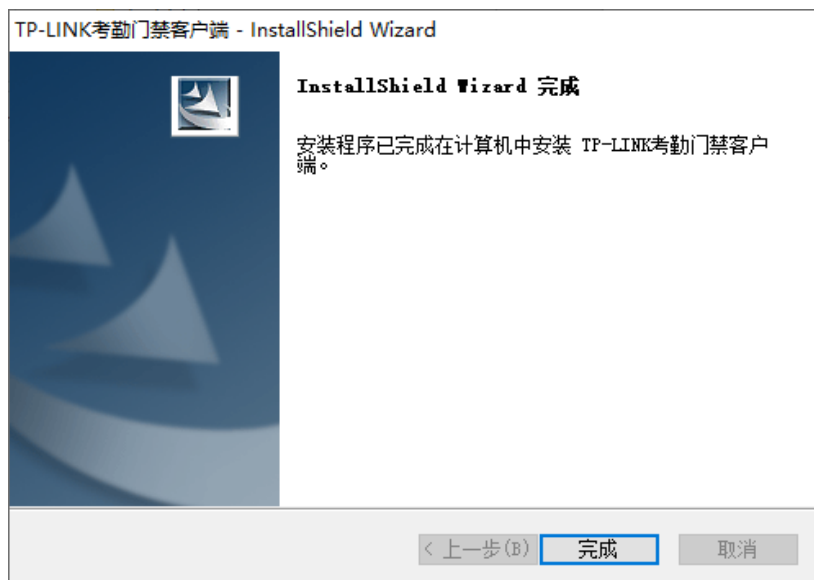 TP-LINK考勤门禁客户端 - InstallShield Wizard
InstallShield Wizard 完成
安装程序已完成在计算机中安装 TP-LINK考勤门禁客户
端。
< 上一步(B)
完成
取消